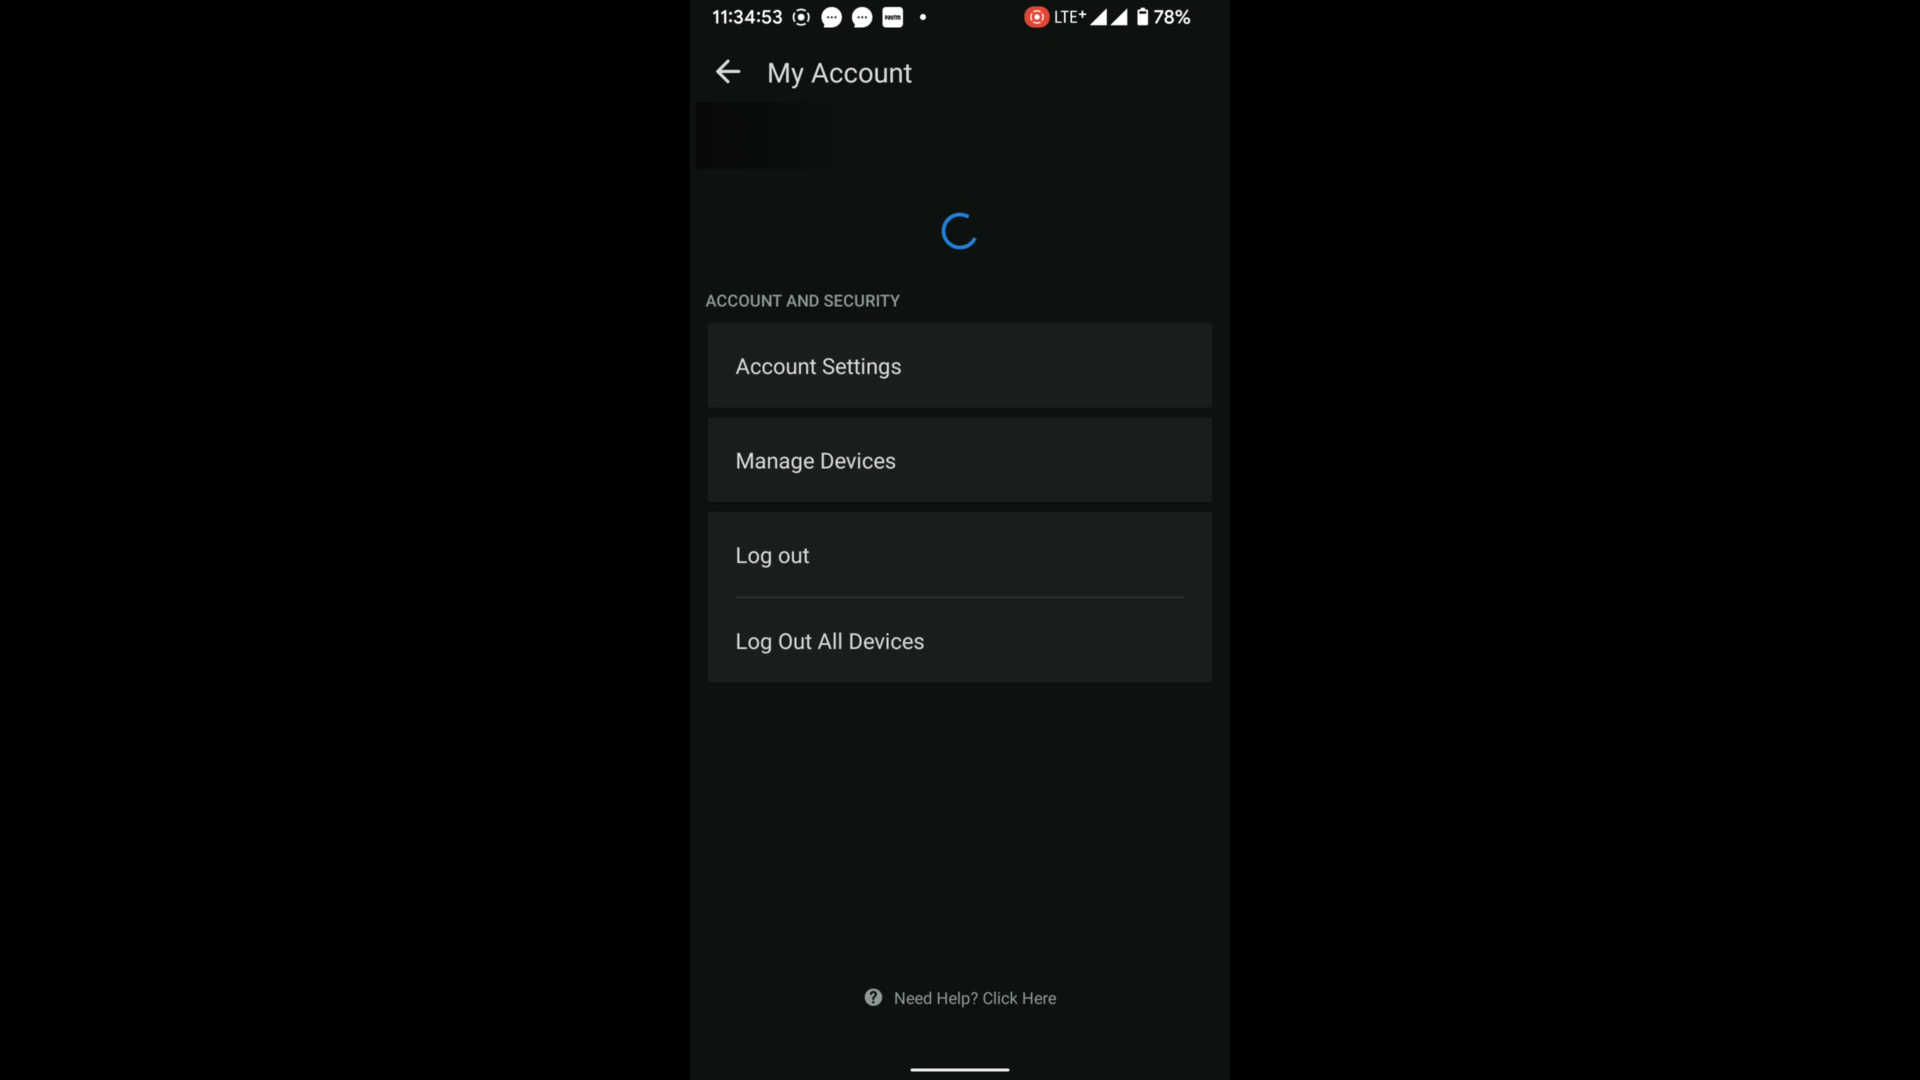 11:34:53 LTE+ 78%
My Account
ACCOUNT AND SECURITY
Account Settings
Manage Devices
Log out
Log Out All Devices
? Need Help? Click Here